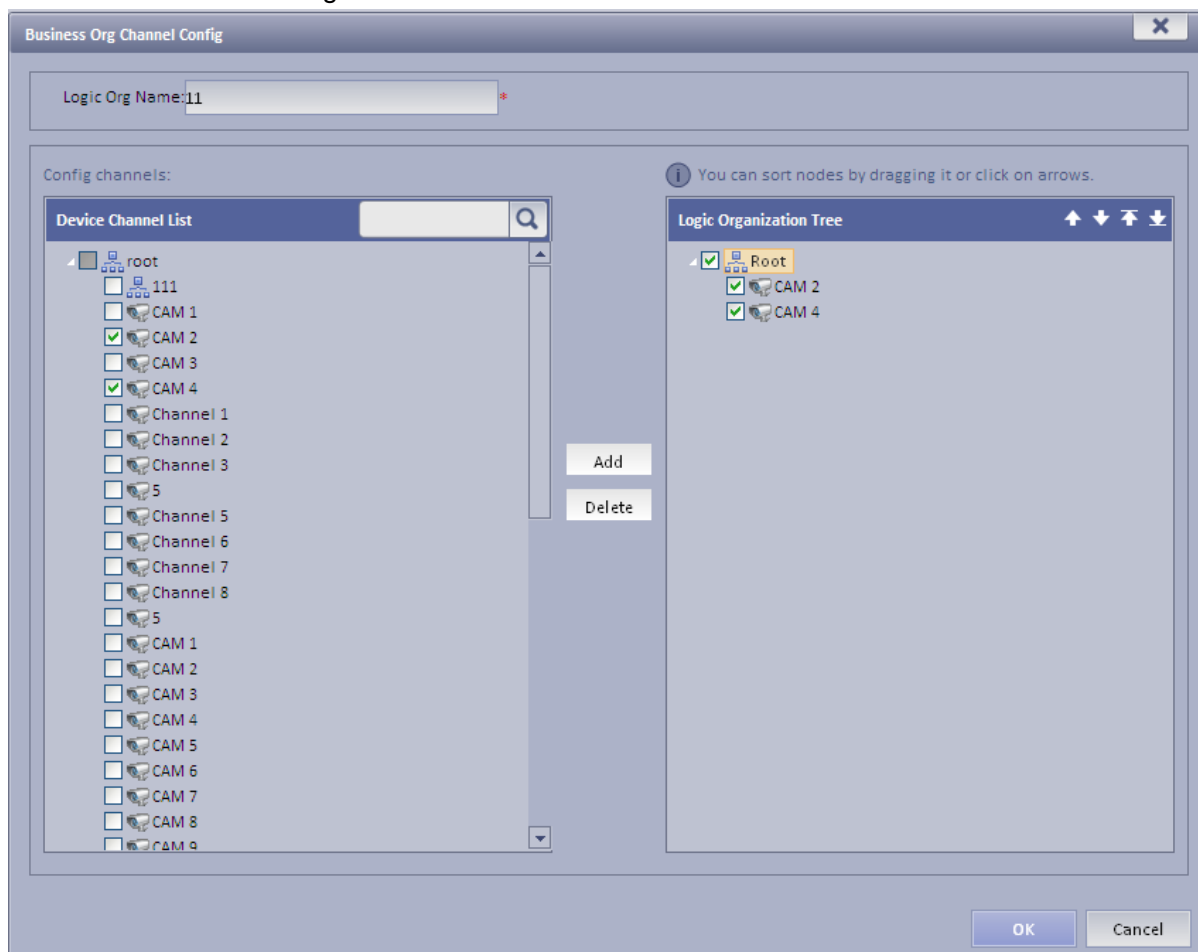 Business Org Channel Config
Logic Org Name:11 *
Config channels:
Device Channel List
root
111
CAM 1
CAM 2
CAM 3
CAM 4
Channel 1
Channel 2
Channel 3
5
Channel 5
Channel 6
Channel 7
Channel 8
5
CAM 1
CAM 2
CAM 3
CAM 4
CAM 5
CAM 6
CAM 7
CAM 8
CAM 9
Add
Delete
You can sort nodes by dragging it or click on arrows.
Logic Organization Tree
Root
CAM 2
CAM 4
OK
Cancel